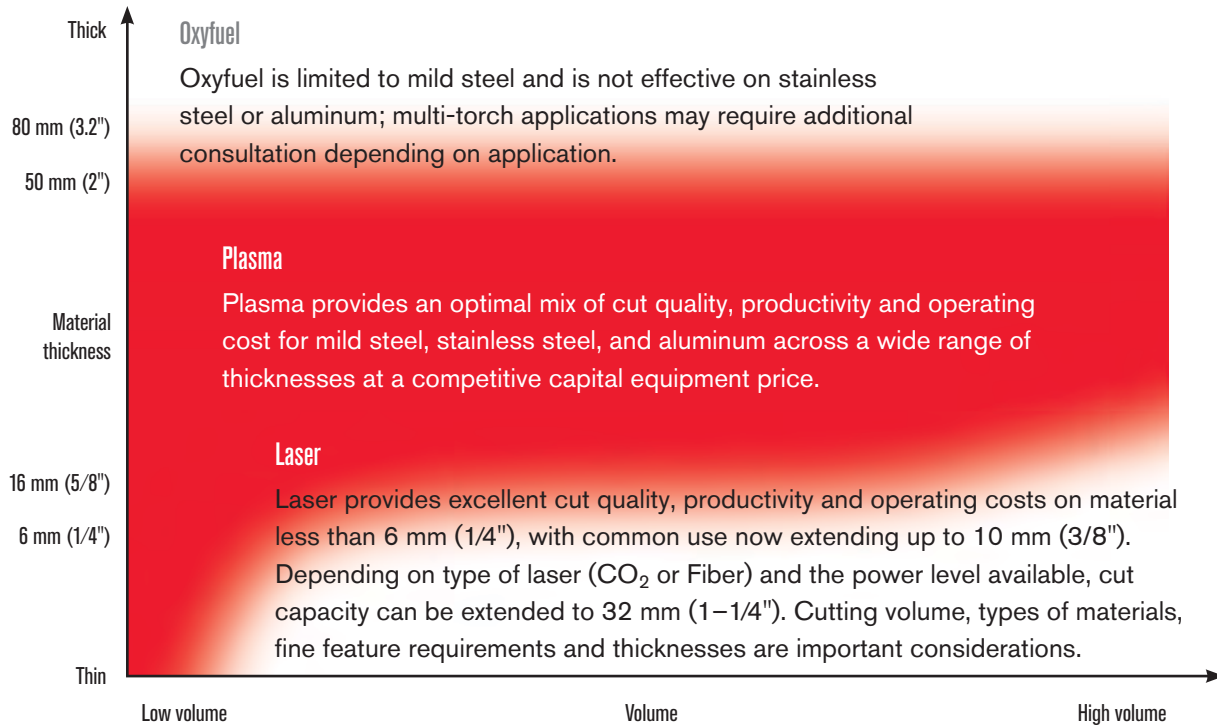 Thick
Oxyfuel
Oxyfuel is limited to mild steel and is not effective on stainless
steel or aluminum; multi-torch applications may require additional
consultation depending on application.
80 mm (3.2")
50 mm (2")
Plasma
Plasma provides an optimal mix of cut quality, productivity and operating
cost for mild steel, stainless steel, and aluminum across a wide range of
thicknesses at a competitive capital equipment price.
Material
thickness
Laser
Laser provides excellent cut quality, productivity and operating costs on material
less than 6 mm (1/4"), with common use now extending up to 10 mm (3/8").
Depending on type of laser (CO₂ or Fiber) and the power level available, cut
capacity can be extended to 32 mm (1–1/4"). Cutting volume, types of materials,
fine feature requirements and thicknesses are important considerations.
16 mm (5/8")
6 mm (1/4")
Thin
Low volume
Volume
High volume